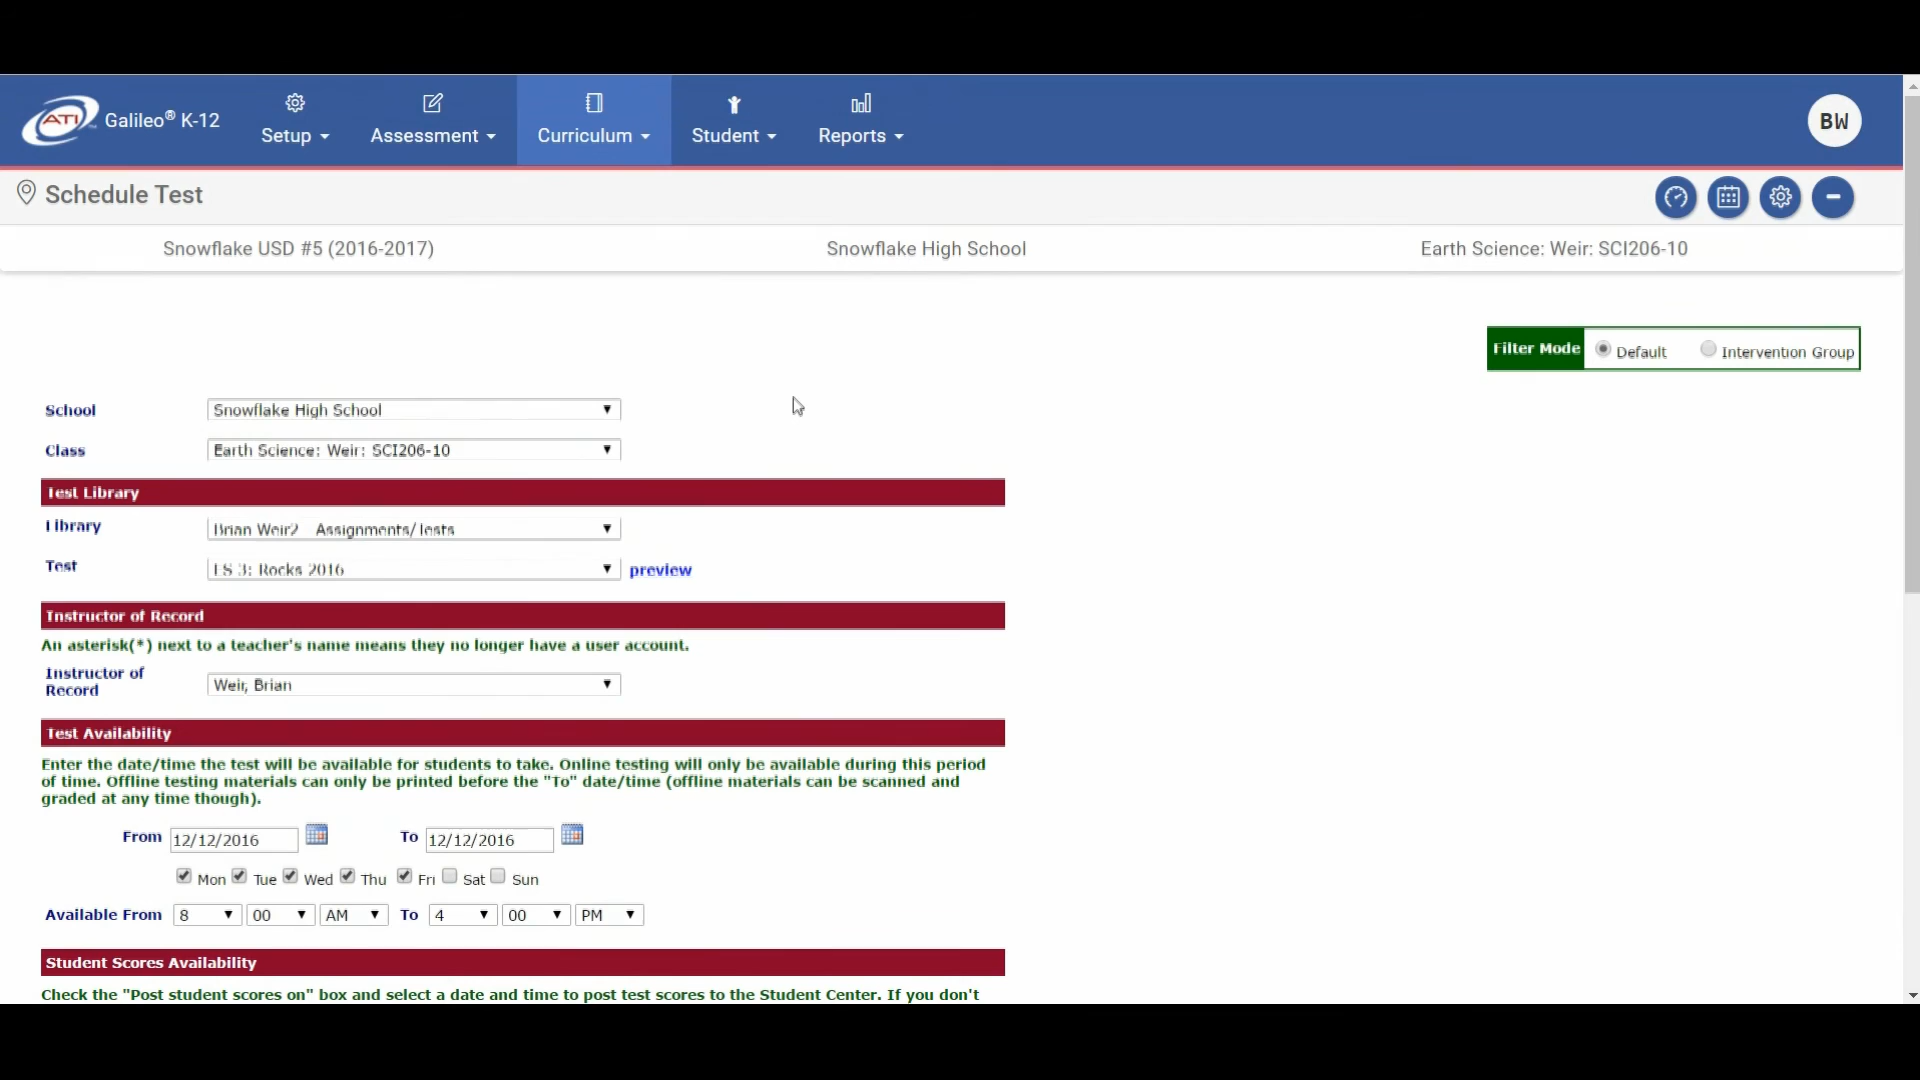 ATI Galileo® K-12 Setup Assessment Curriculum Student Reports BW
Schedule Test
Snowflake USD #5 (2016-2017) Snowflake High School Earth Science: Weir: SCI206-10
Filter Mode Default Intervention Group
School Snowflake High School
Class Earth Science: Weir: SCI206-10
Test Library
Library Brian Weir2 Assignments/Tests
Test ES 3: Rocks 2016 preview
Instructor of Record
An asterisk(*) next to a teacher's name means they no longer have a user account.
Instructor of
Record Weir, Brian
Test Availability
Enter the date/time the test will be available for students to take. Online testing will only be available during this period
of time. Offline testing materials can only be printed before the "To" date/time (offline materials can be scanned and
graded at any time though).
From 12/12/2016 To 12/12/2016
Mon Tue Wed Thu Fri Sat Sun
Available From 8 00 AM To 4 00 PM
Student Scores Availability
Check the "Post student scores on" box and select a date and time to post test scores to the Student Center. If you don't